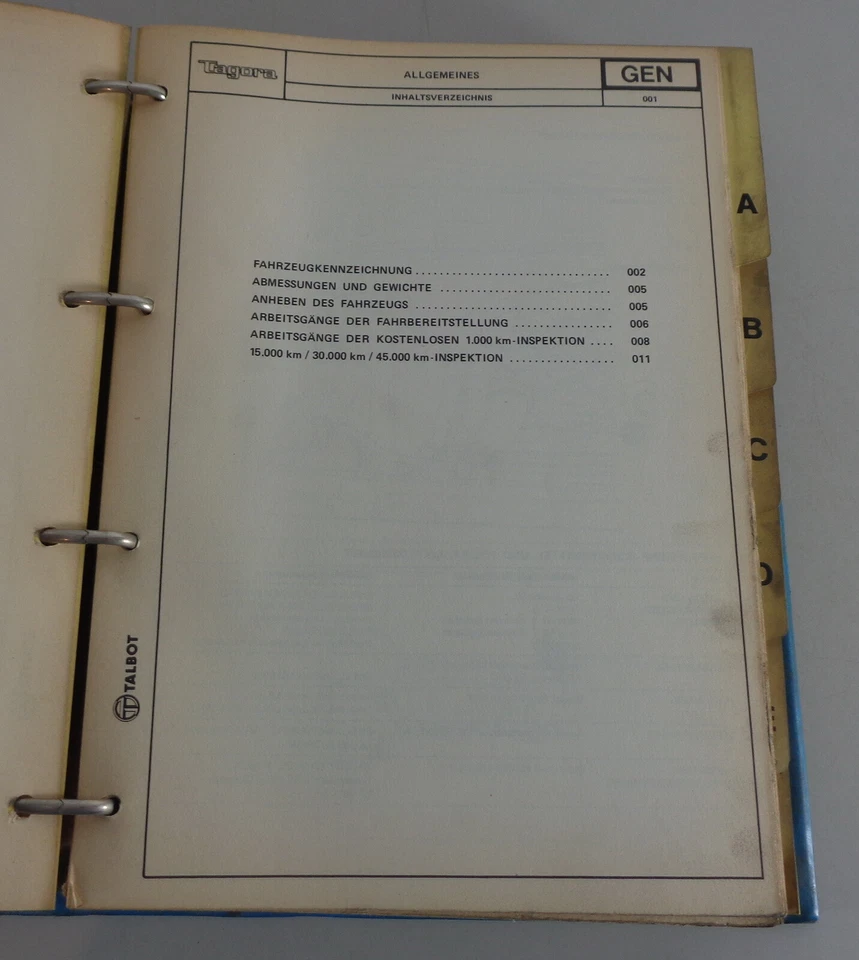 Tagora
ALLGEMEINES
GEN
INHALTSVERZEICHNIS
001
FAHRZEUGKENNZEICHNUNG ................................ 002
ABMESSUNGEN UND GEWICHTE ............................ 005
ANHEBEN DES FAHRZEUGS ................................ 005
ARBEITSGÄNGE DER FAHRBEREITSTELLUNG ................ 006
ARBEITSGÄNGE DER KOSTENLOSEN 1.000 km-INSPEKTION .... 008
15.000 km / 30.000 km / 45.000 km-INSPEKTION ................. 011
TALBOT
A
B
C
D